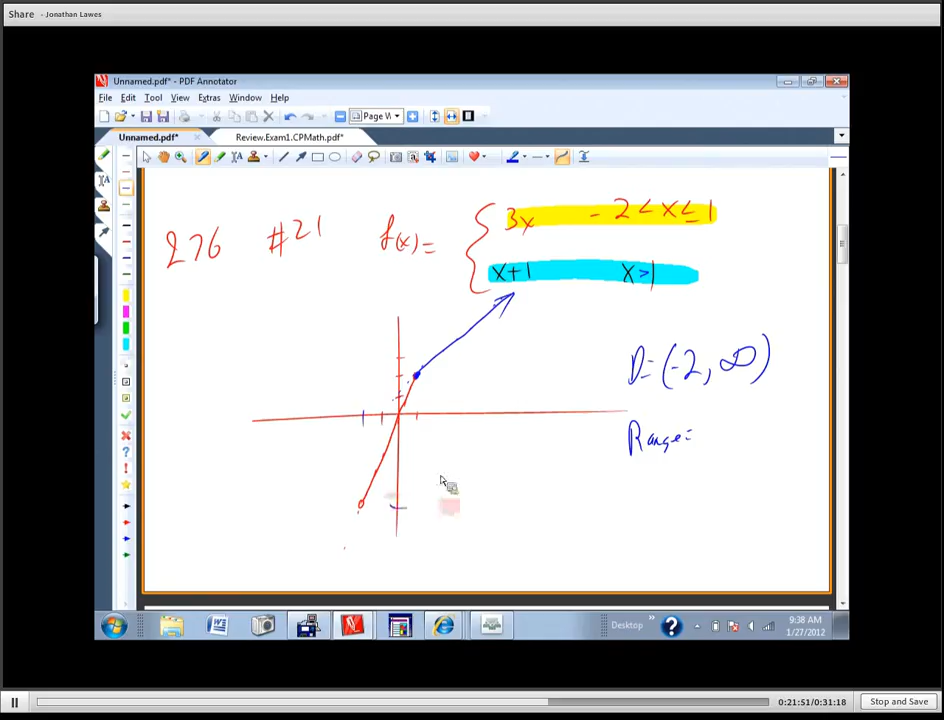 Share - Jonathan Lawes
Unnamed.pdf* - PDF Annotator
File Edit Tool View Extras Window Help
Page W
Unnamed.pdf* Review.Exam1.CPMath.pdf*
276 #21 f(x)= { 3x -2<x≤1
x+1 x>1
D=(-2, ∞)
Range=
Desktop
9:38 AM
1/27/2012
0:21:51/0:31:18 Stop and Save